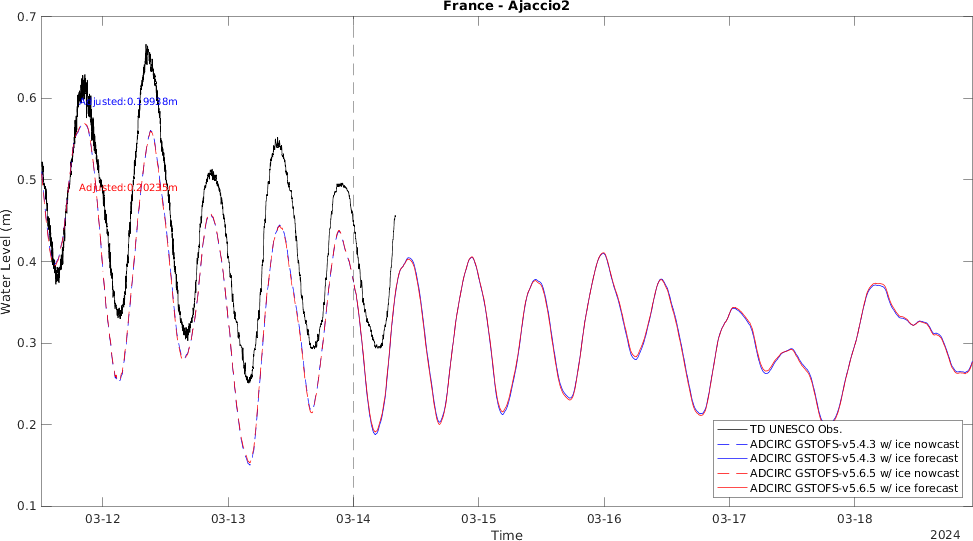 France - Ajaccio2
0.7
0.6
0.5
0.4
0.3
0.2
0.1
Water Level (m)
Adjusted:0.19938m
Adjusted:0.20235m
TD UNESCO Obs.
ADCIRC GSTOFS-v5.4.3 w/ ice nowcast
ADCIRC GSTOFS-v5.4.3 w/ ice forecast
ADCIRC GSTOFS-v5.6.5 w/ ice nowcast
ADCIRC GSTOFS-v5.6.5 w/ ice forecast
03-12
03-13
03-14
03-15
03-16
03-17
03-18
Time
2024